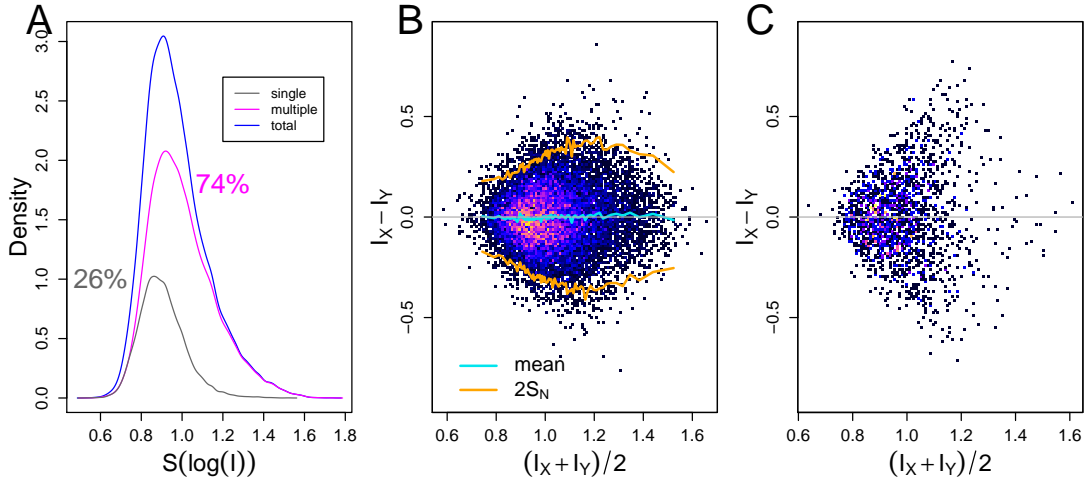 A
Density
0.0
0.5
1.0
1.5
2.0
2.5
3.0
single
multiple
total
74%
26%
0.6
0.8
1.0
1.2
1.4
1.6
1.8
S(log(I))
B
I_X − I_Y
0.5
0.0
−0.5
mean
2S_N
0.6
0.8
1.0
1.2
1.4
1.6
(I_X + I_Y)/2
C
I_X − I_Y
0.5
0.0
−0.5
0.6
0.8
1.0
1.2
1.4
1.6
(I_X + I_Y)/2